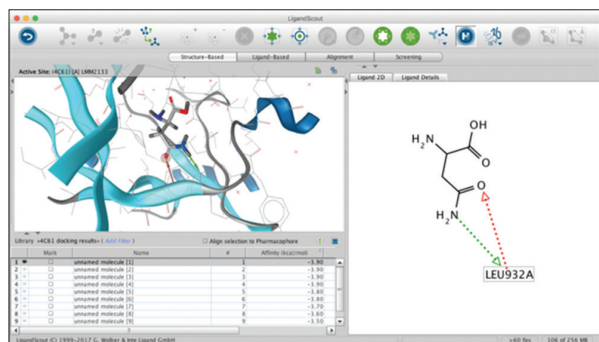 LigandScout
Structure-Based Ligand-Based Alignment Screening
Active Site: (4C61) [A] LMM2133
Ligand 2D Ligand Details
OH
H2N
O
O
H2N
LEU932A
Library »4C61 docking results« ( Add Filter ) Align selection to Pharmacophore
Mark Name # Affinity (kcal/mol)
1 unnamed molecule [1] 1 -3.90
2 unnamed molecule [2] 2 -3.90
3 unnamed molecule [3] 3 -3.90
4 unnamed molecule [4] 4 -3.90
5 unnamed molecule [5] 5 -3.80
6 unnamed molecule [6] 6 -3.80
7 unnamed molecule [7] 7 -3.70
8 unnamed molecule [8] 8 -3.60
9 unnamed molecule [9] 9 -3.50
LigandScout (C) 1999-2017 G. Wolber & Inte:Ligand GmbH >60 fps 106 of 256 MB